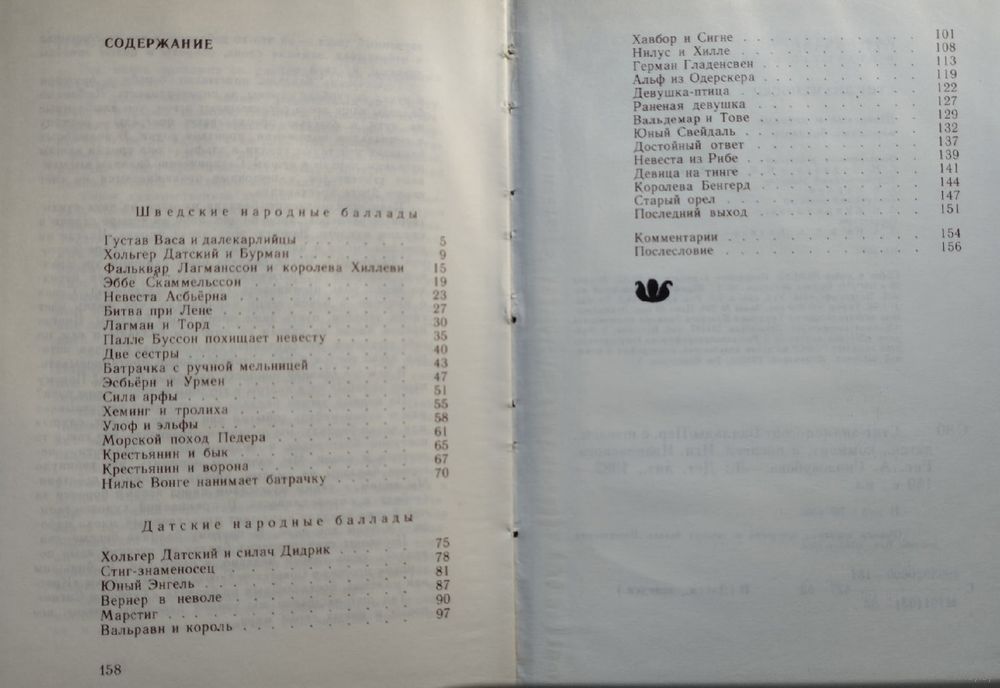 СОДЕРЖАНИЕ
Шведские народные баллады
Густав Васа и далекарлийцы . . . . . . . 5
Хольгер Датский и Бурман . . . . . . . 9
Фальквар Лагманссон и королева Хиллеви 15
Эббе Скаммельссон . . . . . . . . 19
Невеста Асбьёрна . . . . . . . . 23
Битва при Лене . . . . . . . . 27
Лагман и Торд . . . . . . . . 30
Палле Буссон похищает невесту . . . . . 35
Две сестры . . . . . . . . . 40
Батрачка с ручной мельницей . . . . . 43
Эсбьёрн и Урмен . . . . . . . . 47
Сила арфы . . . . . . . . . 51
Хеминг и тролиха . . . . . . . . 55
Улоф и эльфы . . . . . . . . 58
Морской поход Педера . . . . . . . 61
Крестьянин и бык . . . . . . . . 65
Крестьянин и ворона . . . . . . . 67
Нильс Вонге нанимает батрачку . . . . . 70
Датские народные баллады
Хольгер Датский и силач Дидрик . . . . . 75
Стиг-знаменосец . . . . . . . . 78
Юный Энгель . . . . . . . . 81
Вернер в неволе . . . . . . . . 87
Марстиг . . . . . . . . . 90
Вальравн и король . . . . . . . . 97
158
Хавбор и Сигне . . . . . . . . 101
Нилус и Хилле . . . . . . . . 108
Герман Гладенсвен . . . . . . . 113
Альф из Одерскера . . . . . . . 119
Девушка-птица . . . . . . . . 122
Раненая девушка . . . . . . . . 127
Вальдемар и Тове . . . . . . . . 129
Юный Свейдаль . . . . . . . . 132
Достойный ответ . . . . . . . . 137
Невеста из Рибе . . . . . . . . 139
Девица на тинге . . . . . . . . 141
Королева Бенгерд . . . . . . . . 144
Старый орел . . . . . . . . 147
Последний выход . . . . . . . . 151
Комментарии . . . . . . . . 154
Послесловие . . . . . . . . 156